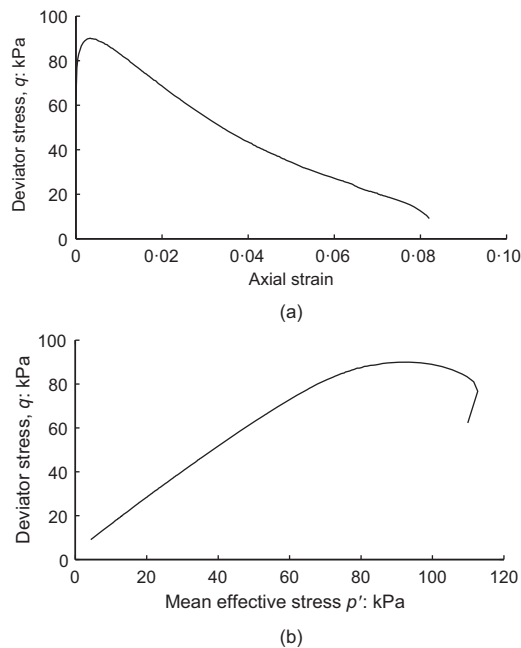 Deviator stress, q: kPa
100
80
60
40
20
0
0 0·02 0·04 0·06 0·08 0·10
Axial strain
(a)
Deviator stress, q: kPa
100
80
60
40
20
0
0 20 40 60 80 100 120
Mean effective stress p′: kPa
(b)